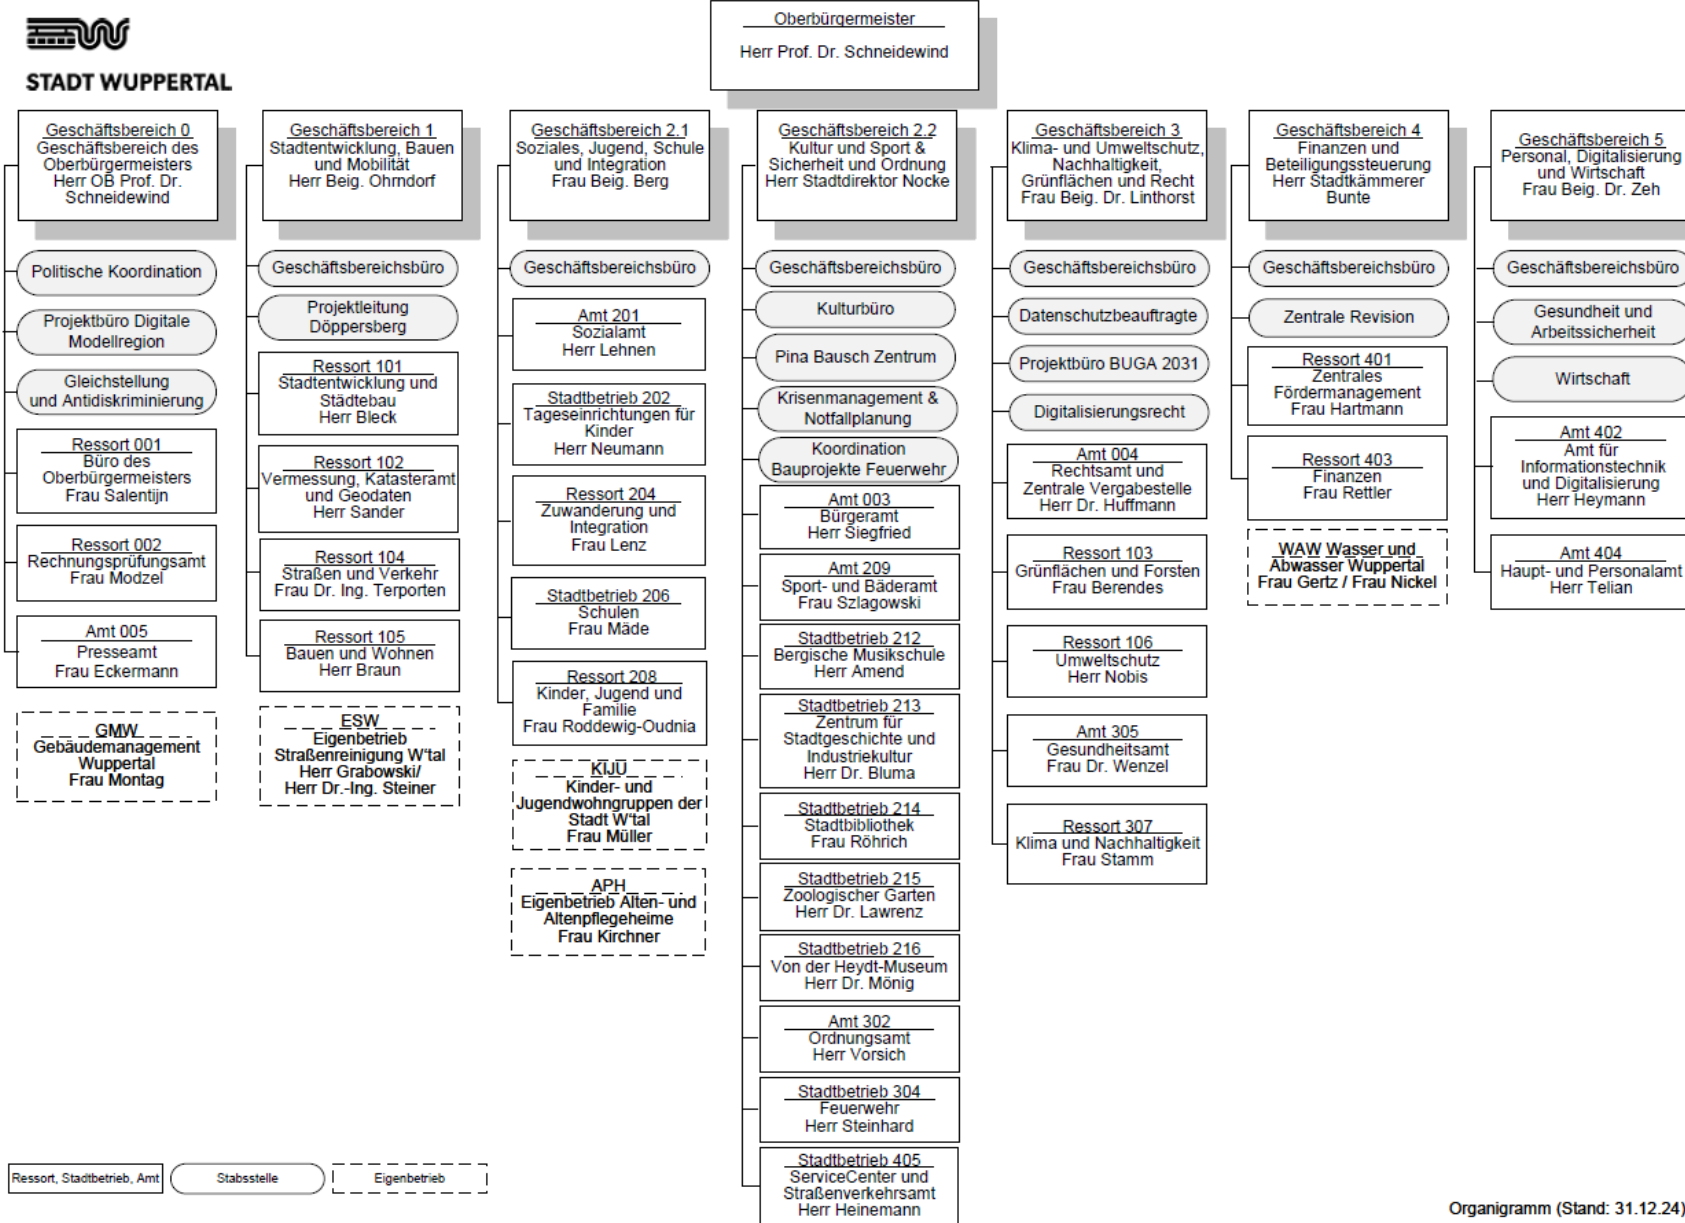 STADT WUPPERTAL
Oberbürgermeister
Herr Prof. Dr. Schneidewind
Geschäftsbereich 0
Geschäftsbereich des
Oberbürgermeisters
Herr OB Prof. Dr.
Schneidewind
Politische Koordination
Projektbüro Digitale
Modellregion
Gleichstellung
und Antidiskriminierung
Ressort 001
Büro des
Oberbürgermeisters
Frau Salentijn
Ressort 002
Rechnungsprüfungsamt
Frau Modzel
Amt 005
Presseamt
Frau Eckermann
GMW
Gebäudemanagement
Wuppertal
Frau Montag
Geschäftsbereich 1
Stadtentwicklung, Bauen
und Mobilität
Herr Beig. Ohrndorf
Geschäftsbereichsbüro
Projektleitung
Döppersberg
Ressort 101
Stadtentwicklung und
Städtebau
Herr Bleck
Ressort 102
Vermessung, Katasteramt
und Geodaten
Herr Sander
Ressort 104
Straßen und Verkehr
Frau Dr. Ing. Terporten
Ressort 105
Bauen und Wohnen
Herr Braun
ESW
Eigenbetrieb
Straßenreinigung W'tal
Herr Grabowski/
Herr Dr.-Ing. Steiner
Geschäftsbereich 2.1
Soziales, Jugend, Schule
und Integration
Frau Beig. Berg
Geschäftsbereichsbüro
Amt 201
Sozialamt
Herr Lehnen
Stadtbetrieb 202
Tageseinrichtungen für
Kinder
Herr Neumann
Ressort 204
Zuwanderung und
Integration
Frau Lenz
Stadtbetrieb 206
Schulen
Frau Mäde
Ressort 208
Kinder, Jugend und
Familie
Frau Roddewig-Oudnia
KIJU
Kinder- und
Jugendwohngruppen der
Stadt W'tal
Frau Müller
APH
Eigenbetrieb Alten- und
Altenpflegeheime
Frau Kirchner
Geschäftsbereich 2.2
Kultur und Sport &
Sicherheit und Ordnung
Herr Stadtdirektor Nocke
Geschäftsbereichsbüro
Kulturbüro
Pina Bausch Zentrum
Krisenmanagement &
Notfallplanung
Koordination
Bauprojekte Feuerwehr
Amt 003
Bürgeramt
Herr Siegfried
Amt 209
Sport- und Bäderamt
Frau Szlagowski
Stadtbetrieb 212
Bergische Musikschule
Herr Amend
Stadtbetrieb 213
Zentrum für
Stadtgeschichte und
Industriekultur
Herr Dr. Bluma
Stadtbetrieb 214
Stadtbibliothek
Frau Röhrich
Stadtbetrieb 215
Zoologischer Garten
Herr Dr. Lawrenz
Stadtbetrieb 216
Von der Heydt-Museum
Herr Dr. Mönig
Amt 302
Ordnungsamt
Herr Vorsich
Stadtbetrieb 304
Feuerwehr
Herr Steinhard
Stadtbetrieb 405
ServiceCenter und
Straßenverkehrsamt
Herr Heinemann
Geschäftsbereich 3
Klima- und Umweltschutz,
Nachhaltigkeit,
Grünflächen und Recht
Frau Beig. Dr. Linthorst
Geschäftsbereichsbüro
Datenschutzbeauftragte
Projektbüro BUGA 2031
Digitalisierungsrecht
Amt 004
Rechtsamt und
Zentrale Vergabestelle
Herr Dr. Huffmann
Ressort 103
Grünflächen und Forsten
Frau Berendes
Ressort 106
Umweltschutz
Herr Nobis
Amt 305
Gesundheitsamt
Frau Dr. Wenzel
Ressort 307
Klima und Nachhaltigkeit
Frau Stamm
Geschäftsbereich 4
Finanzen und
Beteiligungssteuerung
Herr Stadtkämmerer
Bunte
Geschäftsbereichsbüro
Zentrale Revision
Ressort 401
Zentrales
Fördermanagement
Frau Hartmann
Ressort 403
Finanzen
Frau Rettler
WAW Wasser und
Abwasser Wuppertal
Frau Gertz / Frau Nickel
Geschäftsbereich 5
Personal, Digitalisierung
und Wirtschaft
Frau Beig. Dr. Zeh
Geschäftsbereichsbüro
Gesundheit und
Arbeitssicherheit
Wirtschaft
Amt 402
Amt für
Informationstechnik
und Digitalisierung
Herr Heymann
Amt 404
Haupt- und Personalamt
Herr Telian
Ressort, Stadtbetrieb, Amt
Stabsstelle
Eigenbetrieb
Organigramm (Stand: 31.12.24)